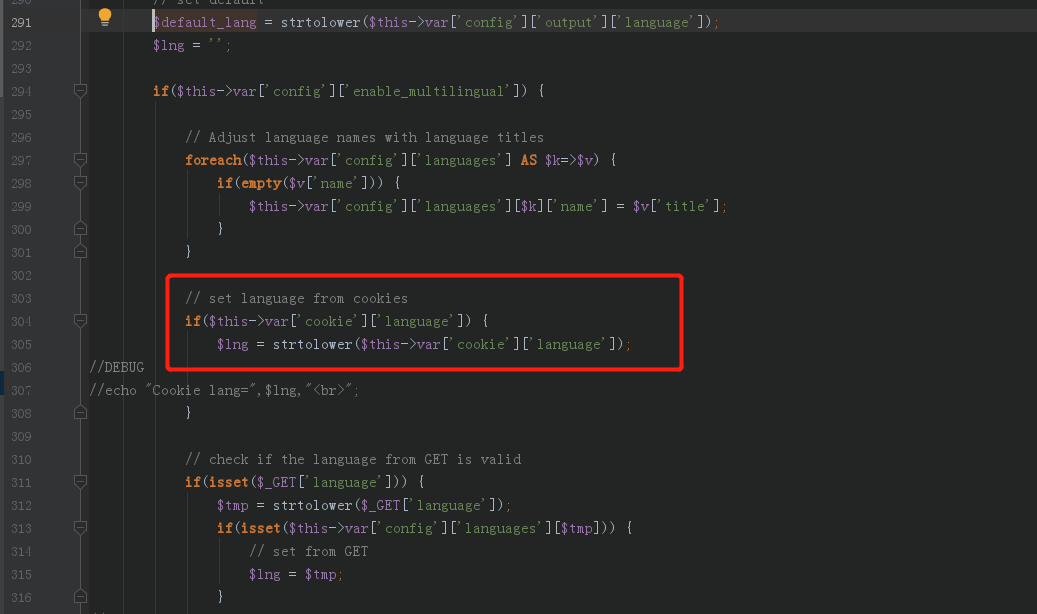 290 // set default
291 $default_lang = strtolower($this->var['config']['output']['language']);
292 $lng = '';
293
294 if($this->var['config']['enable_multilingual']) {
295
296 // Adjust language names with language titles
297 foreach($this->var['config']['languages'] AS $k=>$v) {
298 if(empty($v['name'])) {
299 $this->var['config']['languages'][$k]['name'] = $v['title'];
300 }
301 }
302
303 // set language from cookies
304 if($this->var['cookie']['language']) {
305 $lng = strtolower($this->var['cookie']['language']);
306 //DEBUG
307 //echo "Cookie lang=",$lng,"<br>";
308 }
309
310 // check if the language from GET is valid
311 if(isset($_GET['language'])) {
312 $tmp = strtolower($_GET['language']);
313 if(isset($this->var['config']['languages'][$tmp])) {
314 // set from GET
315 $lng = $tmp;
316 }